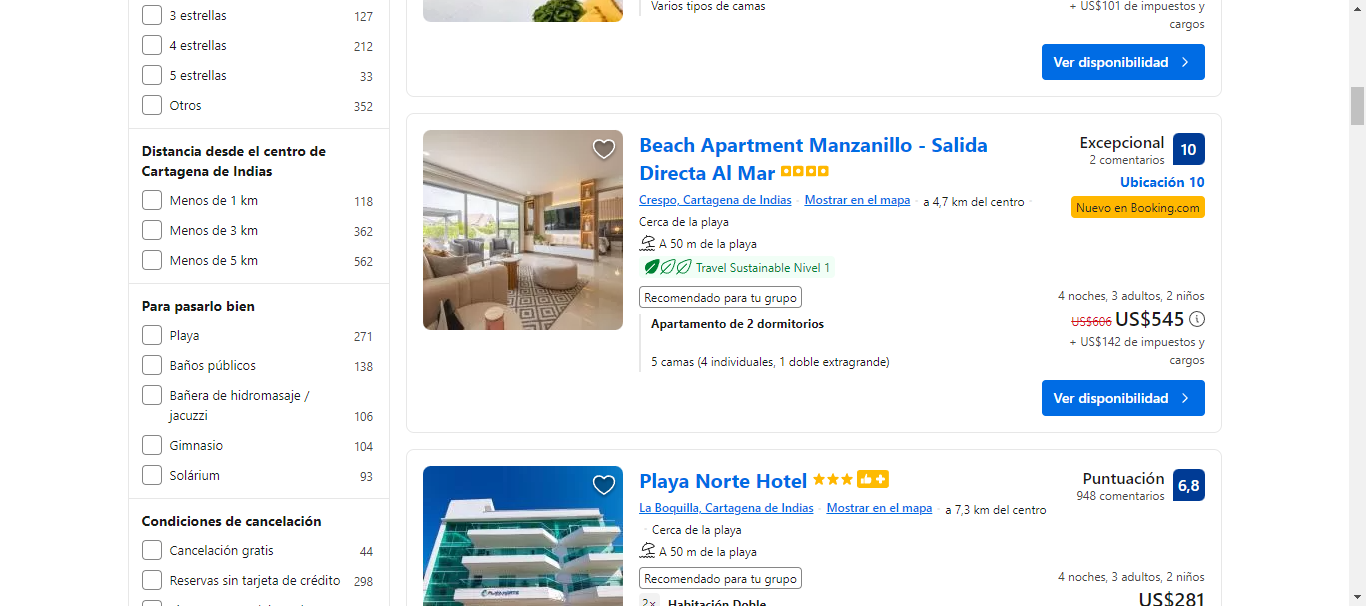 3 estrellas 127
4 estrellas 212
5 estrellas 33
Otros 352
Distancia desde el centro de
Cartagena de Indias
Menos de 1 km 118
Menos de 3 km 362
Menos de 5 km 562
Para pasarlo bien
Playa 271
Baños públicos 138
Bañera de hidromasaje /
jacuzzi 106
Gimnasio 104
Solárium 93
Condiciones de cancelación
Cancelación gratis 44
Reservas sin tarjeta de crédito 298
Varios tipos de camas
+ US$101 de impuestos y
cargos
Ver disponibilidad
Beach Apartment Manzanillo - Salida
Directa Al Mar
Crespo, Cartagena de Indias · Mostrar en el mapa · a 4,7 km del centro ·
Cerca de la playa
A 50 m de la playa
Travel Sustainable Nivel 1
Recomendado para tu grupo
Apartamento de 2 dormitorios
5 camas (4 individuales, 1 doble extragrande)
Excepcional 10
2 comentarios
Ubicación 10
Nuevo en Booking.com
4 noches, 3 adultos, 2 niños
US$606 US$545
+ US$142 de impuestos y
cargos
Ver disponibilidad
Playa Norte Hotel
La Boquilla, Cartagena de Indias · Mostrar en el mapa · a 7,3 km del centro
· Cerca de la playa
A 50 m de la playa
Recomendado para tu grupo
2× Habitación Doble
Puntuación 6,8
948 comentarios
4 noches, 3 adultos, 2 niños
US$281
PLAYA NORTE